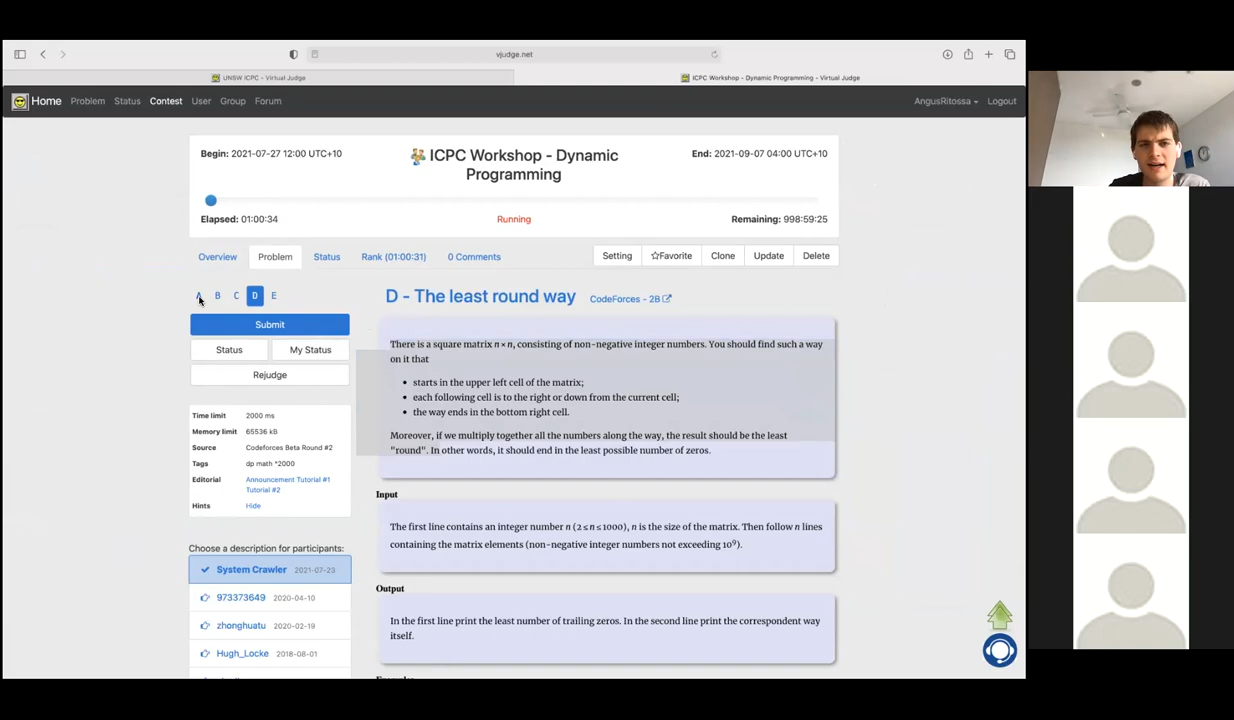 vjudge.net
UNSW ICPC - Virtual Judge
ICPC Workshop - Dynamic Programming - Virtual Judge
Home Problem Status Contest User Group Forum AngusRitossa Logout
Begin: 2021-07-27 12:00 UTC+10
ICPC Workshop - Dynamic
Programming
End: 2021-09-07 04:00 UTC+10
Elapsed: 01:00:34
Running
Remaining: 998:59:25
Overview Problem Status Rank (01:00:31) 0 Comments Setting ☆Favorite Clone Update Delete
A B C D E
Submit
Status My Status
Rejudge
Time limit 2000 ms
Memory limit 65536 kB
Source Codeforces Beta Round #2
Tags dp math *2000
Editorial Announcement Tutorial #1
Tutorial #2
Hints Hide
Choose a description for participants:
System Crawler 2021-07-23
973373649 2020-04-10
zhonghuatu 2020-02-19
Hugh_Locke 2018-08-01
D - The least round way CodeForces - 2B
There is a square matrix n × n, consisting of non-negative integer numbers. You should find such a way
on it that
• starts in the upper left cell of the matrix;
• each following cell is to the right or down from the current cell;
• the way ends in the bottom right cell.
Moreover, if we multiply together all the numbers along the way, the result should be the least
"round". In other words, it should end in the least possible number of zeros.
Input
The first line contains an integer number n (2 ≤ n ≤ 1000), n is the size of the matrix. Then follow n lines
containing the matrix elements (non-negative integer numbers not exceeding 10⁹).
Output
In the first line print the least number of trailing zeros. In the second line print the correspondent way
itself.